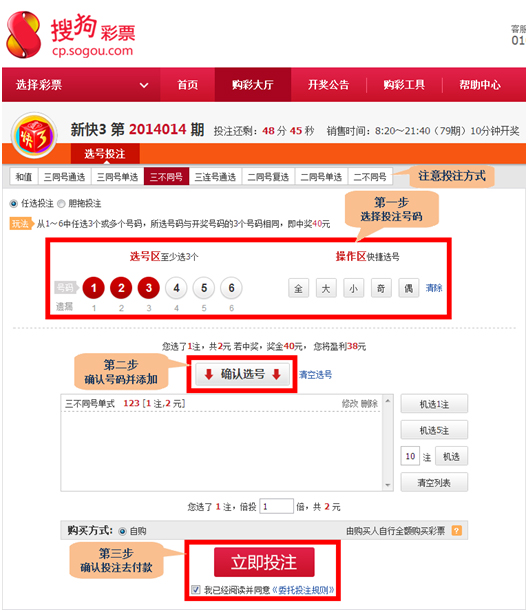 搜狗彩票
cp.sogou.com
客服
01
选择彩票 首页 购彩大厅 开奖公告 购彩工具 帮助中心
快3
新快3 第 2014014 期 投注还剩：48 分 45 秒 销售时间：8:20～21:40（79期）10分钟开奖
选号投注
和值 三同号通选 三同号单选 三不同号 三连号通选 二同号复选 二同号单选 二不同号 注意投注方式
任选投注 胆拖投注
第一步
选择投注号码
玩法 从1～6中任选3个或多个号码，所选号码与开奖号码的3个号码相同，即中奖40元
选号区至少选3个 操作区快捷选号
号码 1 2 3 4 5 6 全 大 小 奇 偶 清除
遗漏 1 2 3 4 5 6
您选了1注，共2元 若中奖，奖金40元， 您将盈利38元
第二步
确认号码并添加
确认选号 清空选号
三不同号单式 123 [1 注,2 元] 修改 删除
机选1注
机选5注
10 注 机选
清空列表
您选了 1 注，倍投 1 倍，共 2 元
购买方式： 自购 由购买人自行全额购买彩票 ?
第三步
确认投注去付款
立即投注
我已经阅读并同意《委托投注规则》